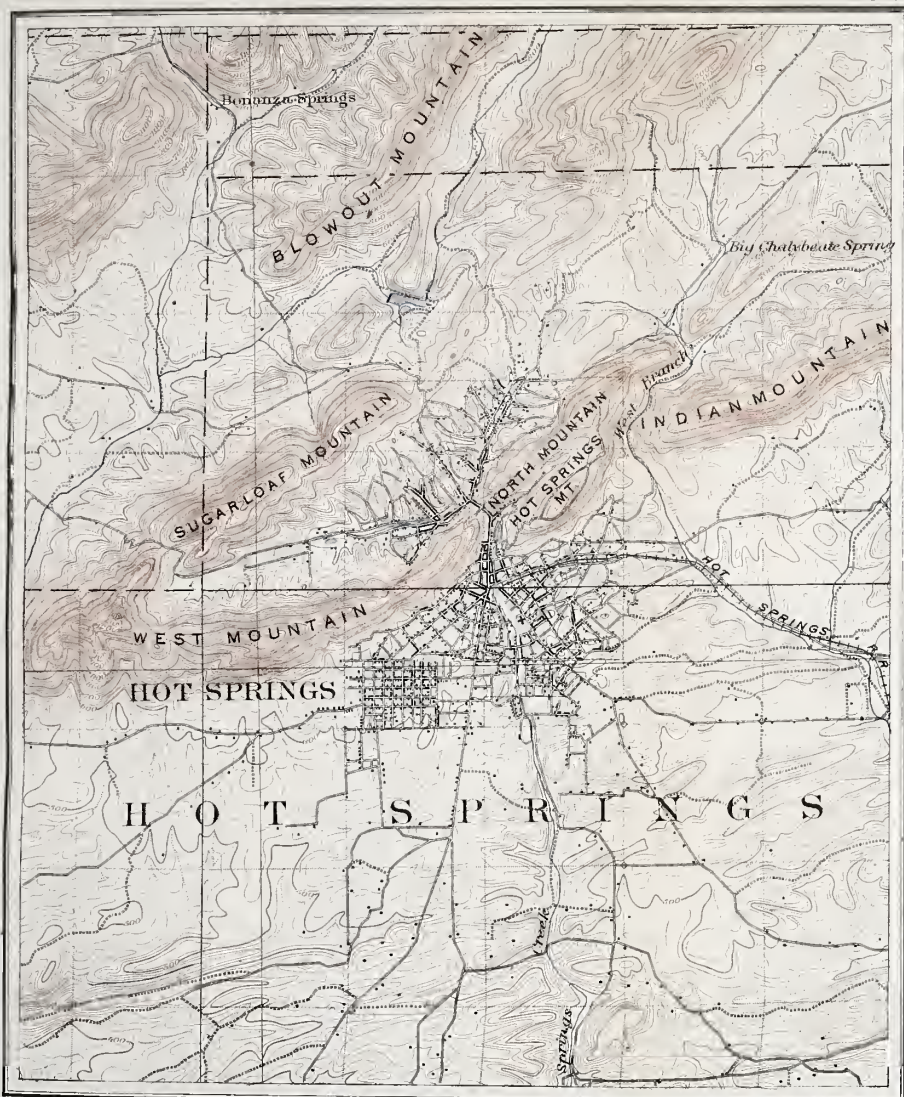 Bonanza Springs
BLOWOUT MOUNTAIN
Big Chalybeate Spring
West Branch
INDIAN MOUNTAIN
SUGARLOAF MOUNTAIN
NORTH MOUNTAIN
HOT SPRINGS
MT.
HOT SPRINGS R.R.
WEST MOUNTAIN
HOT SPRINGS
HOT SPRINGS
Creek
Springs